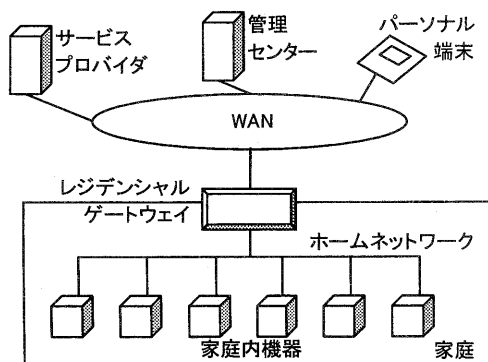 サービス
プロバイダ
管理
センター
パーソナル
端末
WAN
レジデンシャル
ゲートウェイ
ホームネットワーク
家庭内機器
家庭